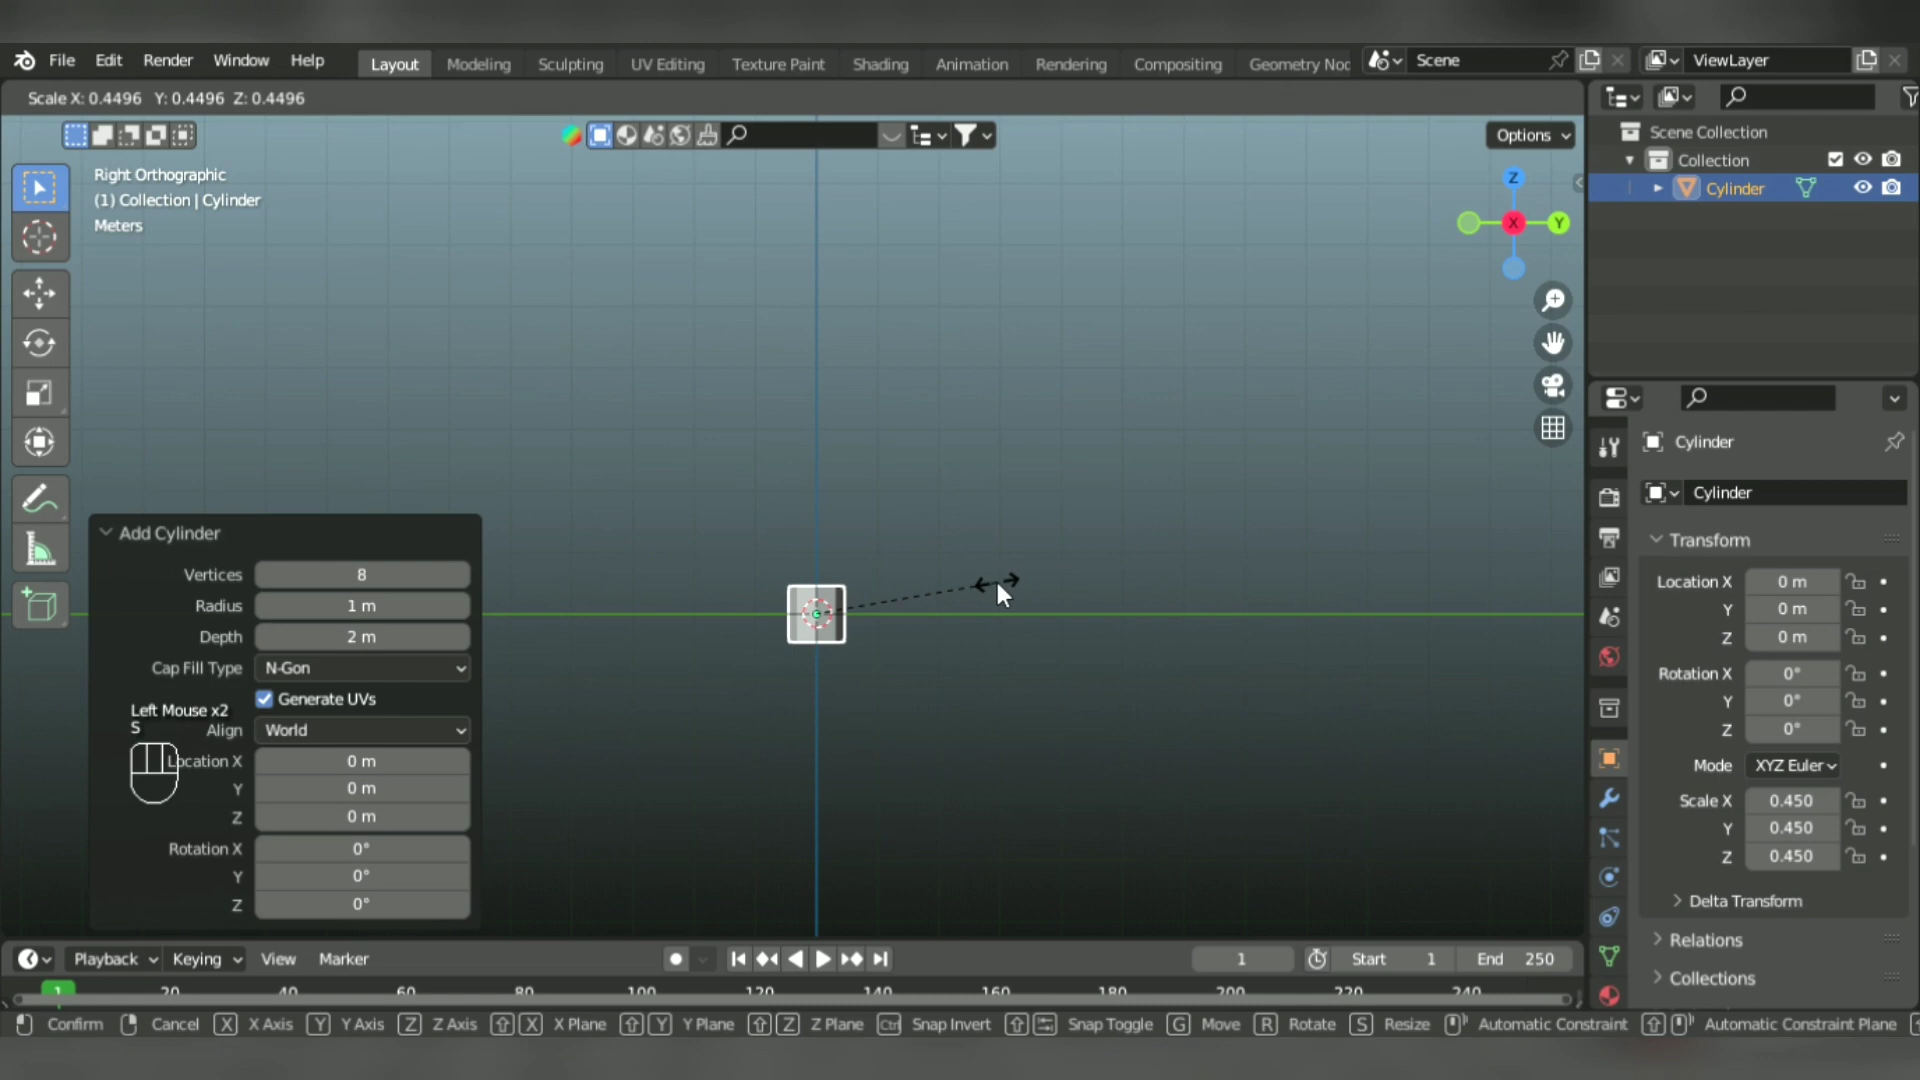 File Edit Render Window Help Layout Modeling Sculpting UV Editing Texture Paint Shading Animation Rendering Compositing Geometry Noc Scene ViewLayer
Scale X: 0.4496 Y: 0.4496 Z: 0.4496
Options
Right Orthographic
(1) Collection | Cylinder
Meters
Z
X
Y
Scene Collection
Collection
Cylinder
Cylinder
Cylinder
Transform
Location X 0 m
Y 0 m
Z 0 m
Rotation X 0°
Y 0°
Z 0°
Mode XYZ Euler
Scale X 0.450
Y 0.450
Z 0.450
Delta Transform
Relations
Collections
Add Cylinder
Vertices 8
Radius 1 m
Depth 2 m
Cap Fill Type N-Gon
Generate UVs
Left Mouse x2
S
Align World
Location X 0 m
Y 0 m
Z 0 m
Rotation X 0°
Y 0°
Z 0°
Playback Keying View Marker 1 Start 1 End 250
1 20 40 60 80 100 120 140 160 180 200 220 240
Confirm Cancel X X Axis Y Y Axis Z Z Axis X X Plane Y Y Plane Z Z Plane Ctrl Snap Invert Snap Toggle G Move R Rotate S Resize Automatic Constraint Automatic Constraint Plane